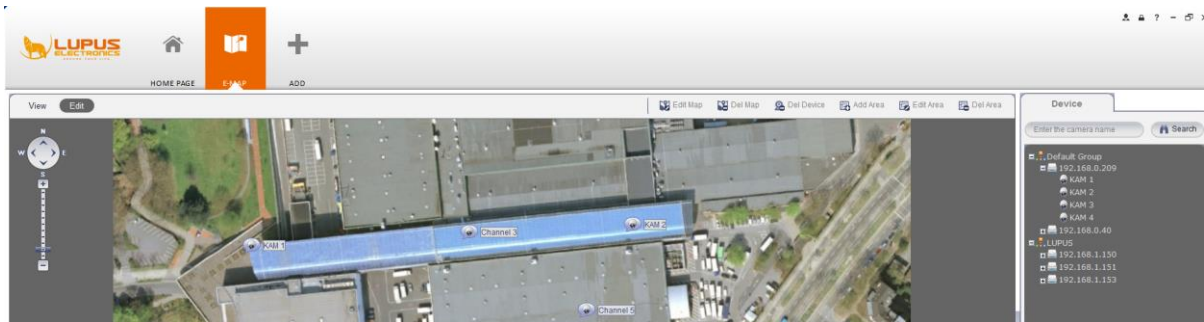 LUPUS
ELECTRONICS
HOME PAGE
E-MAP
ADD
?
View
Edit
Edit Map
Del Map
Del Device
Add Area
Edit Area
Del Area
Device
Enter the camera name
Search
N
W
E
S
Default Group
192.168.0.209
KAM 1
KAM 2
KAM 3
KAM 4
192.168.0.40
LUPUS
192.168.1.150
192.168.1.151
192.168.1.153
KAM 1
Channel 3
KAM 2
Channel 5